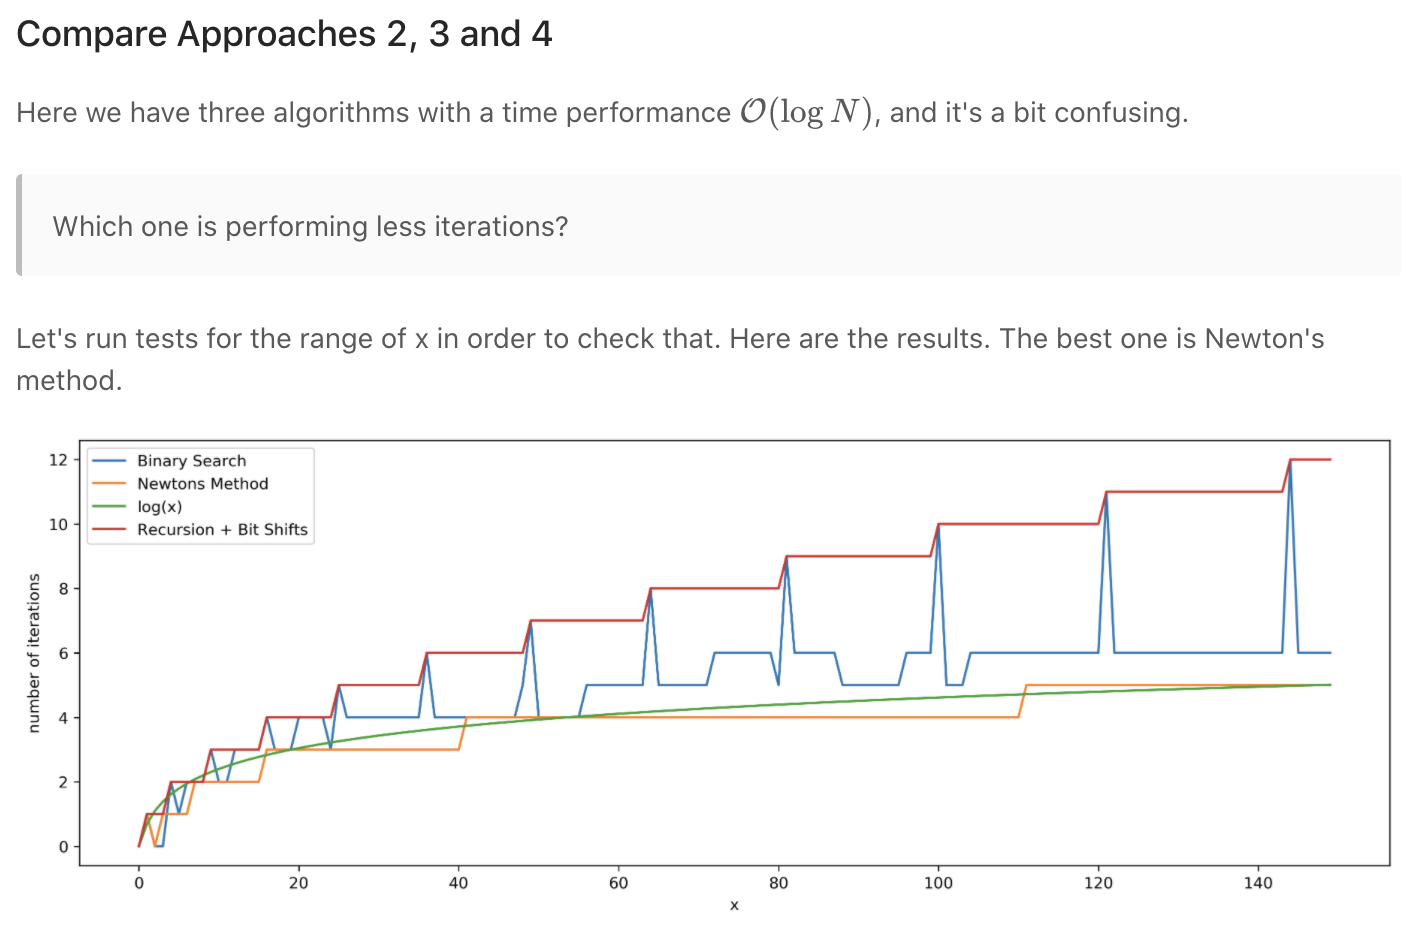 Compare Approaches 2, 3 and 4
Here we have three algorithms with a time performance 𝒪(log N), and it's a bit confusing.
Which one is performing less iterations?
Let's run tests for the range of x in order to check that. Here are the results. The best one is Newton's
method.
Binary Search
Newtons Method
log(x)
Recursion + Bit Shifts
number of iterations
12
10
8
6
4
2
0
0 20 40 60 80 100 120 140
x